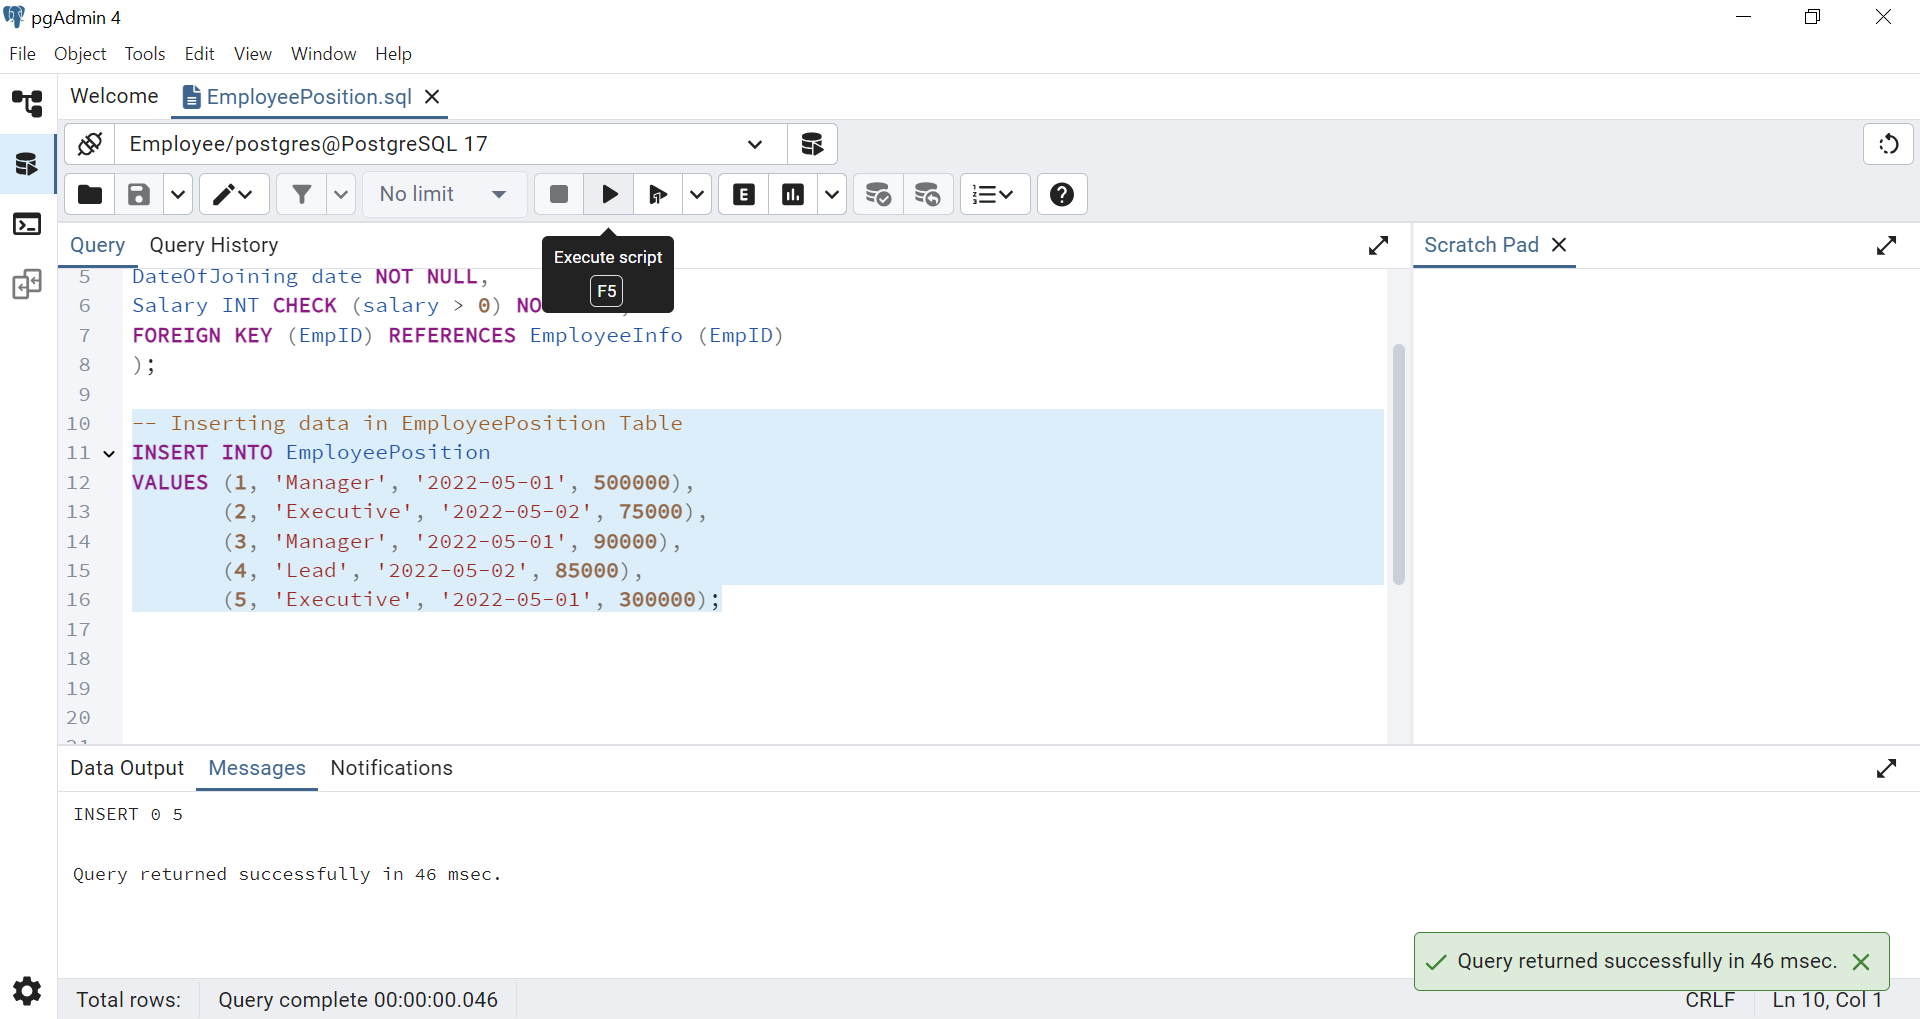 pgAdmin 4
File Object Tools Edit View Window Help
Welcome EmployeePosition.sql
Employee/postgres@PostgreSQL 17
No limit
E
Query Query History
Execute script
F5
Scratch Pad
5 DateOfJoining date NOT NULL,
6 Salary INT CHECK (salary > 0) NO
7 FOREIGN KEY (EmpID) REFERENCES EmployeeInfo (EmpID)
8 );
9
10 -- Inserting data in EmployeePosition Table
11 INSERT INTO EmployeePosition
12 VALUES (1, 'Manager', '2022-05-01', 500000),
13 (2, 'Executive', '2022-05-02', 75000),
14 (3, 'Manager', '2022-05-01', 90000),
15 (4, 'Lead', '2022-05-02', 85000),
16 (5, 'Executive', '2022-05-01', 300000);
17
18
19
20
Data Output Messages Notifications
INSERT 0 5
Query returned successfully in 46 msec.
Query returned successfully in 46 msec.
Total rows: Query complete 00:00:00.046 CRLF Ln 10, Col 1